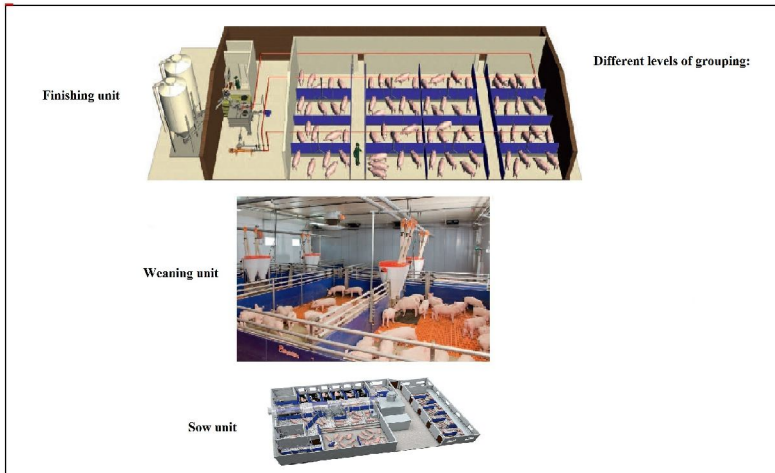 Different levels of grouping:
Finishing unit
Weaning unit
Sow unit